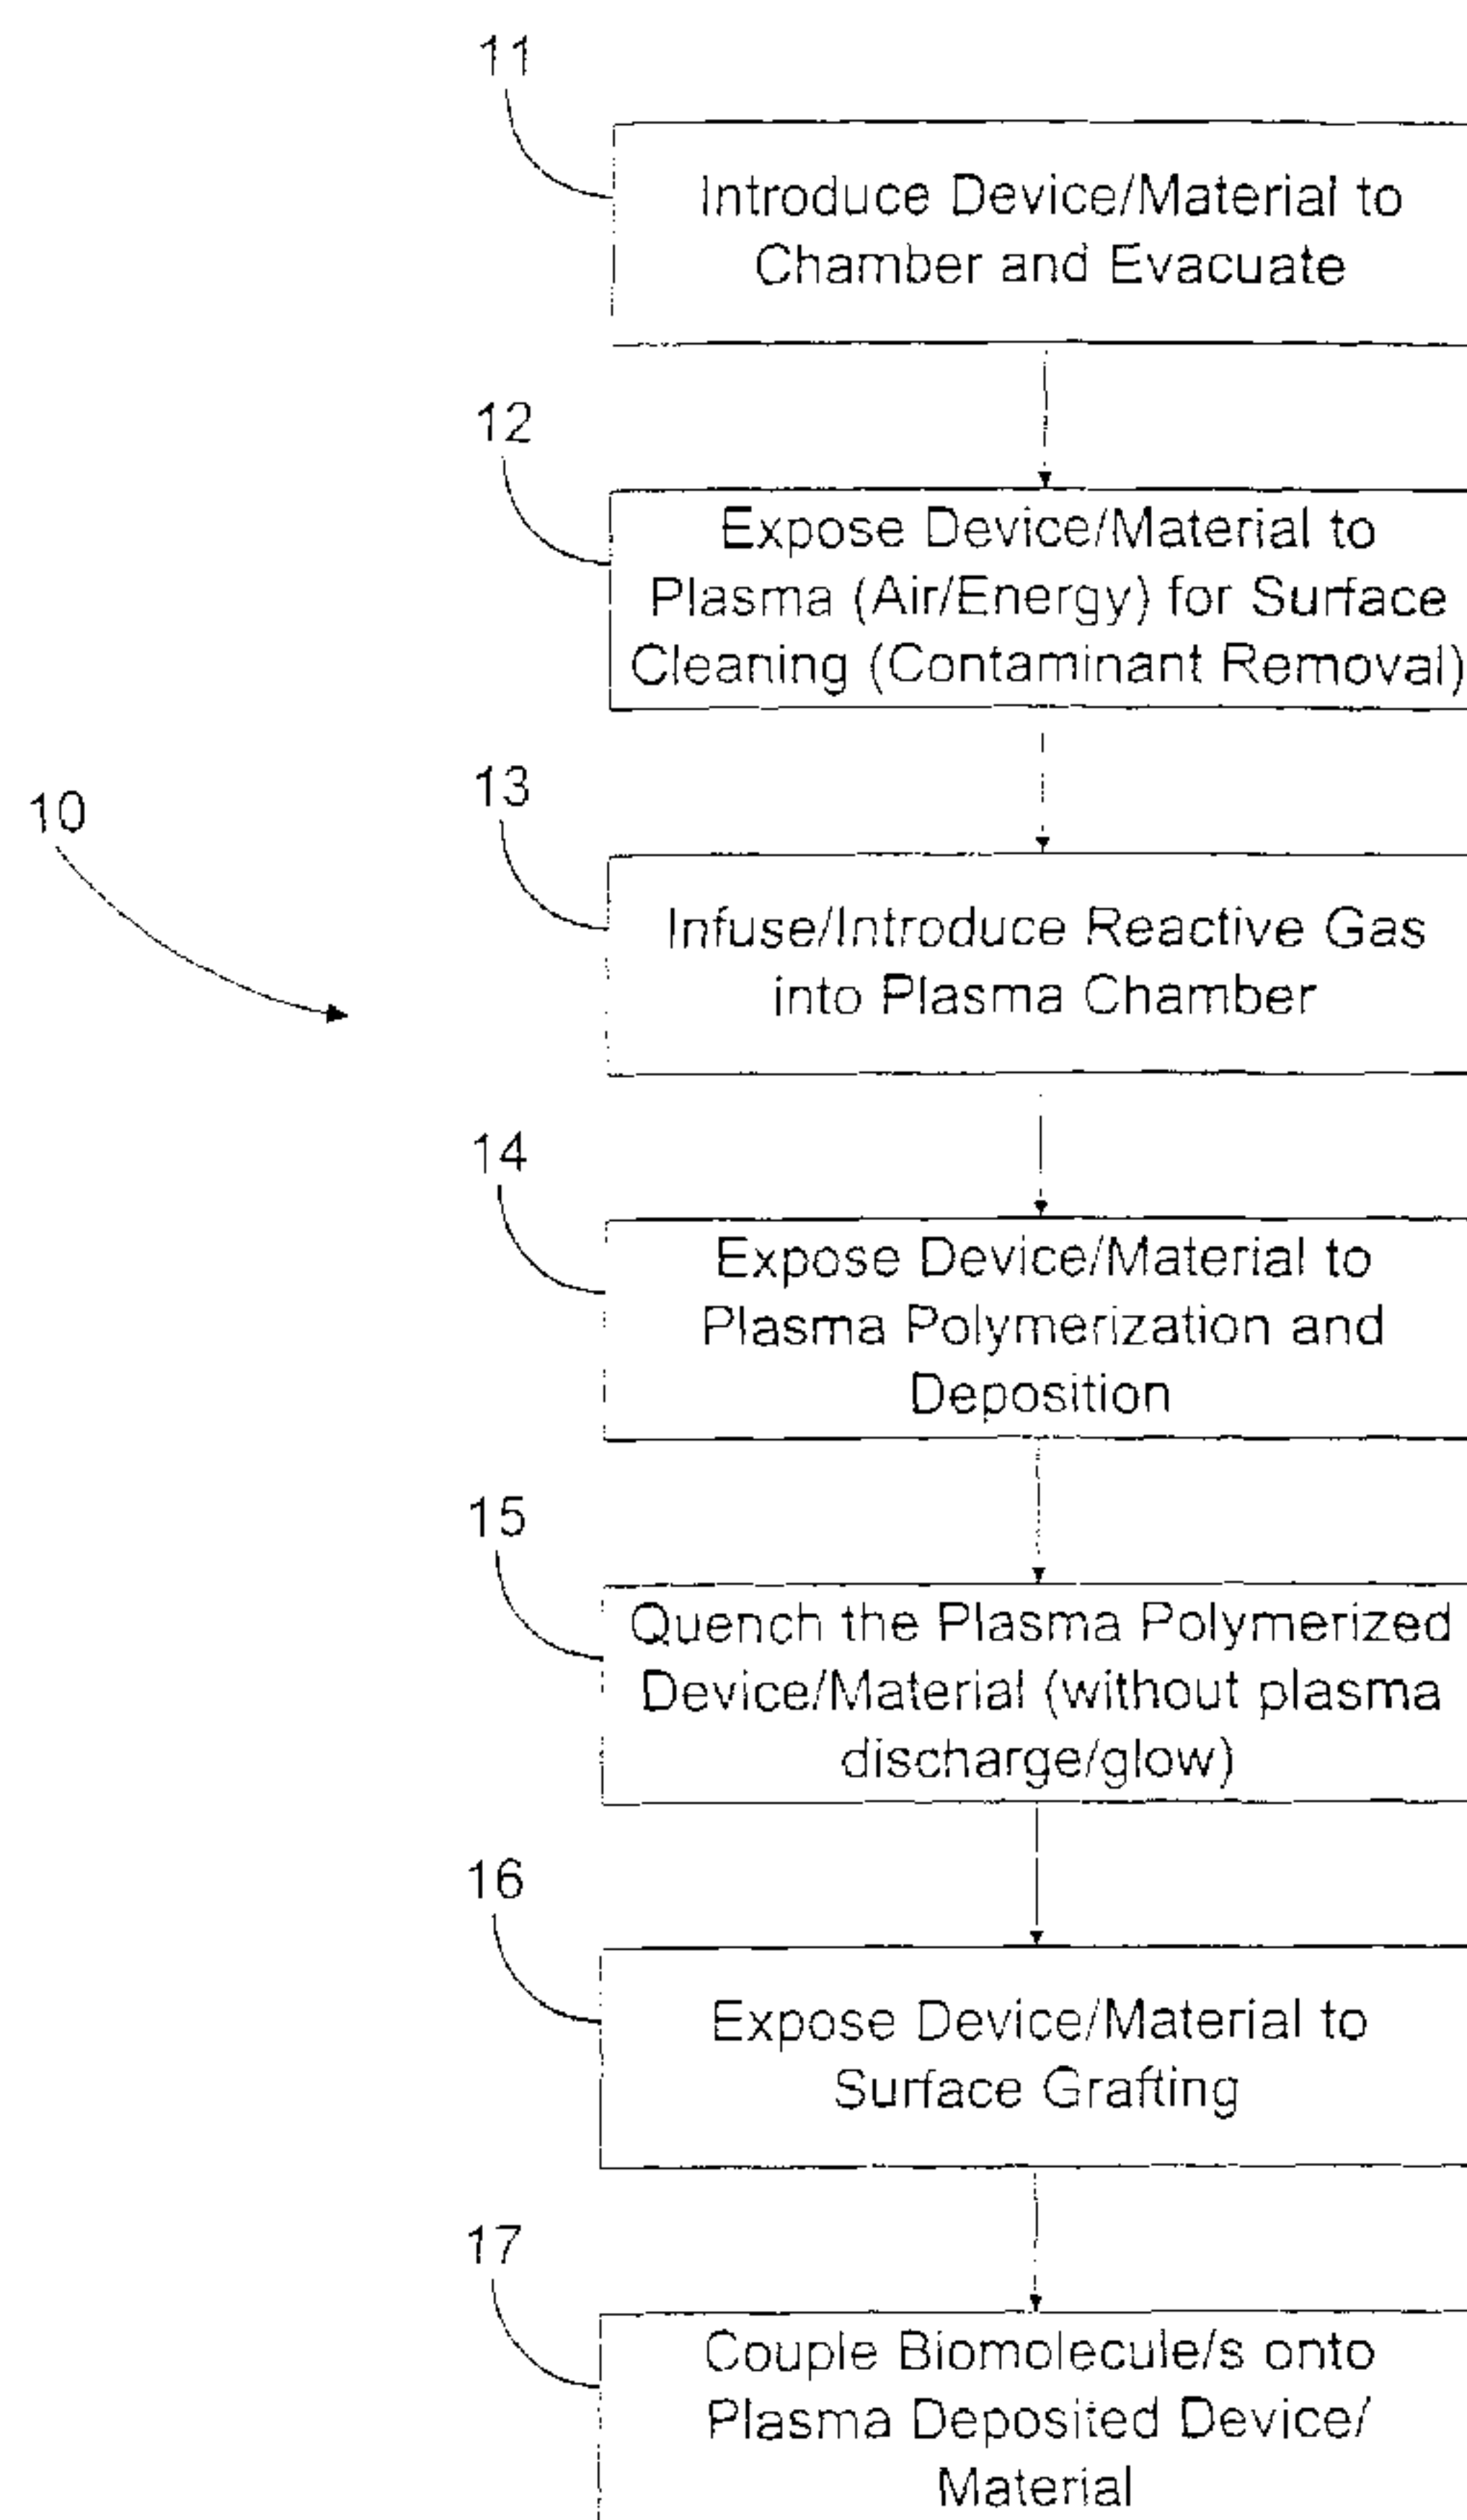 11
Introduce Device/Material to
Chamber and Evacuate
12
Expose Device/Material to
Plasma (Air/Energy) for Surface
Cleaning (Contaminant Removal)
13
10
Infuse/Introduce Reactive Gas
into Plasma Chamber
14
Expose Device/Material to
Plasma Polymerization and
Deposition
15
Quench the Plasma Polymerized
Device/Material (without plasma
discharge/glow)
16
Expose Device/Material to
Surface Grafting
17
Couple Biomolecule/s onto
Plasma Deposited Device/
Material